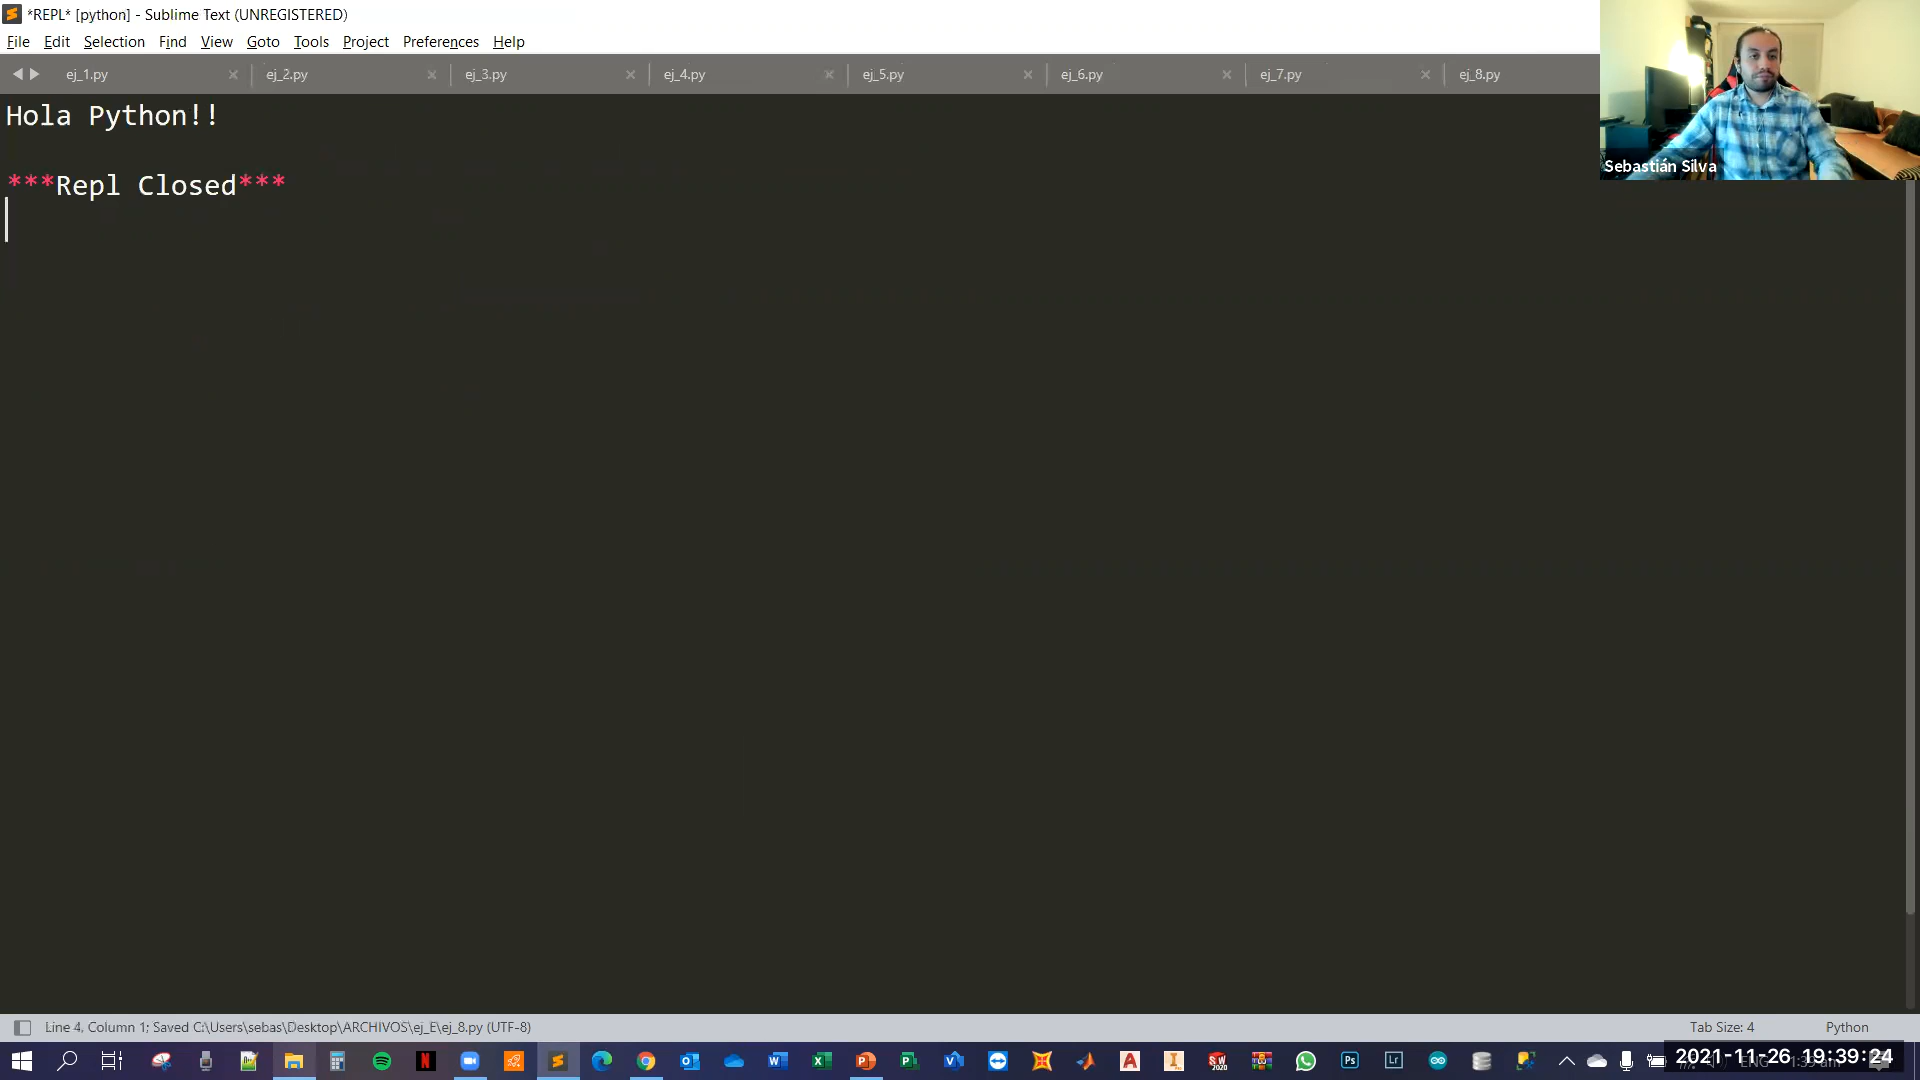 *REPL* [python] - Sublime Text (UNREGISTERED)
File Edit Selection Find View Goto Tools Project Preferences Help
ej_1.py ej_2.py ej_3.py ej_4.py ej_5.py ej_6.py ej_7.py ej_8.py
Hola Python!!
***Repl Closed***
Sebastián Silva
Line 4, Column 1; Saved C:\Users\sebas\Desktop\ARCHIVOS\ej_E\ej_8.py (UTF-8)
Tab Size: 4 Python
2021-11-26 19:39:24